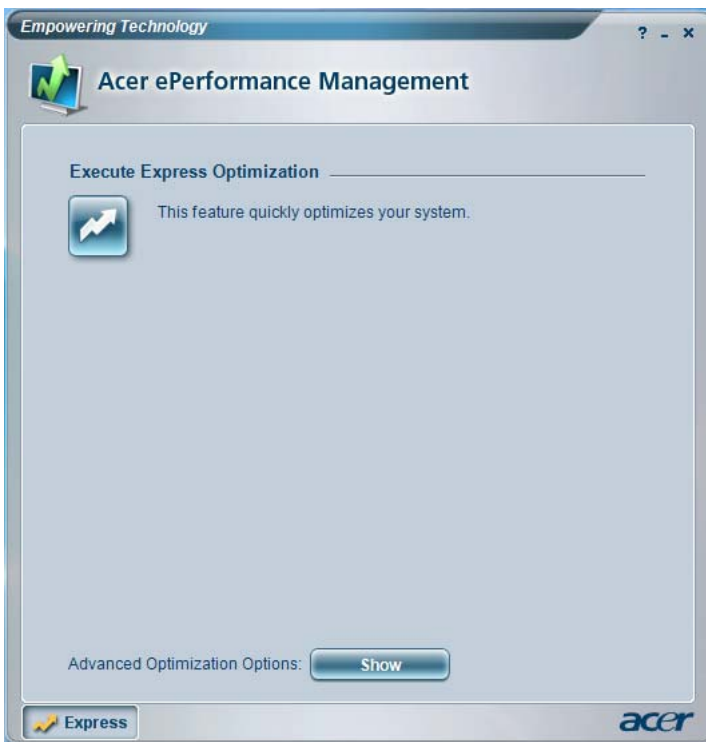 Empowering Technology
? - ×
Acer ePerformance Management
Execute Express Optimization
This feature quickly optimizes your system.
Advanced Optimization Options: Show
Express
acer